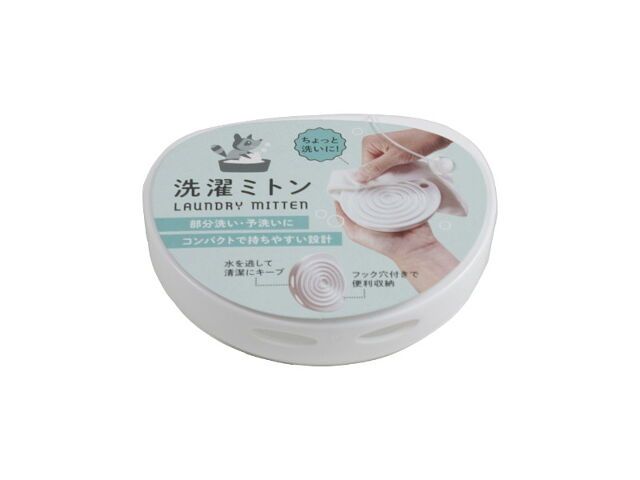 ちょっと
洗いに!
洗濯ミトン
LAUNDRY MITTEN
部分洗い・予洗いに
コンパクトで持ちやすい設計
水を逃して
清潔にキープ
フック穴付きで
便利収納